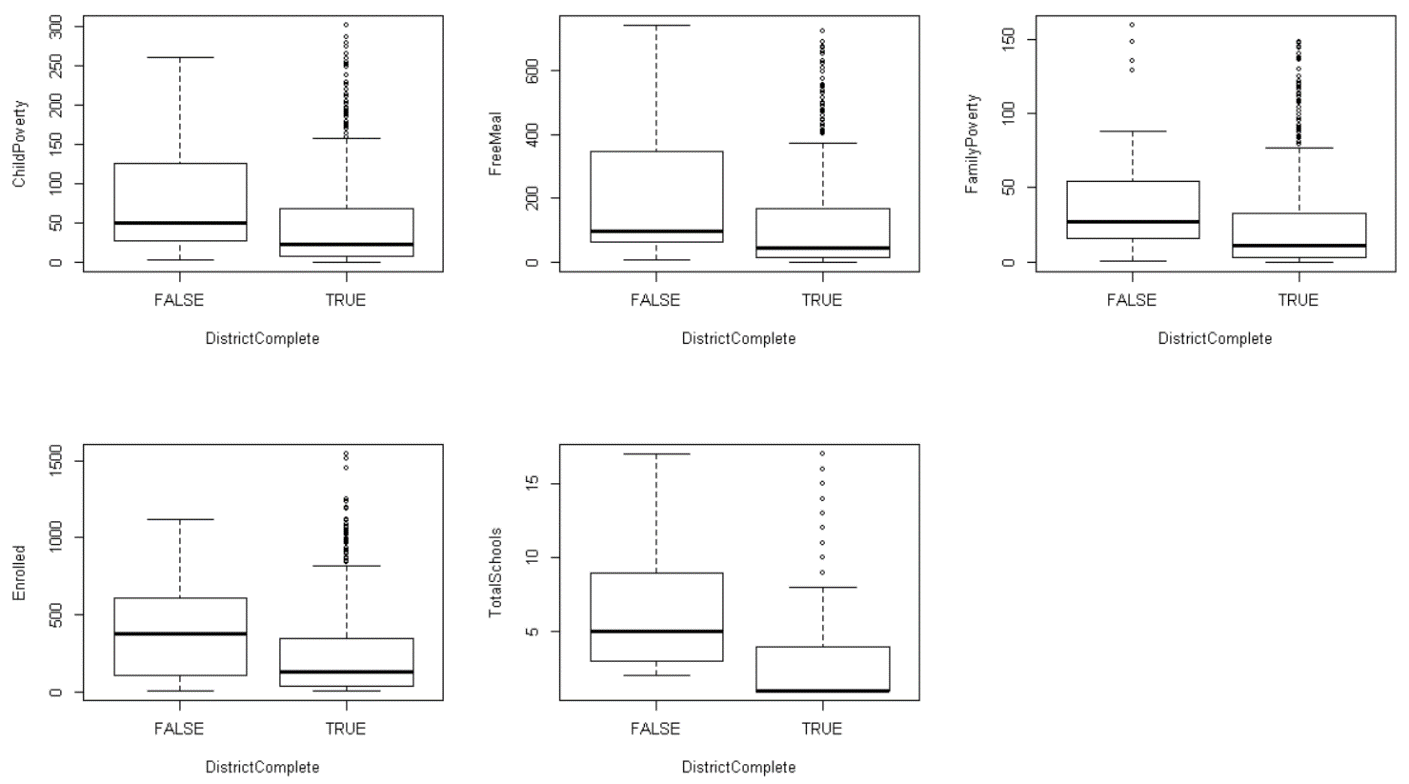 ChildPoverty
300
250
200
150
100
50
0
FALSE TRUE
DistrictComplete
FreeMeal
600
400
200
0
FALSE TRUE
DistrictComplete
FamilyPoverty
150
100
50
0
FALSE TRUE
DistrictComplete
Enrolled
1500
1000
500
0
FALSE TRUE
DistrictComplete
TotalSchools
15
10
5
FALSE TRUE
DistrictComplete